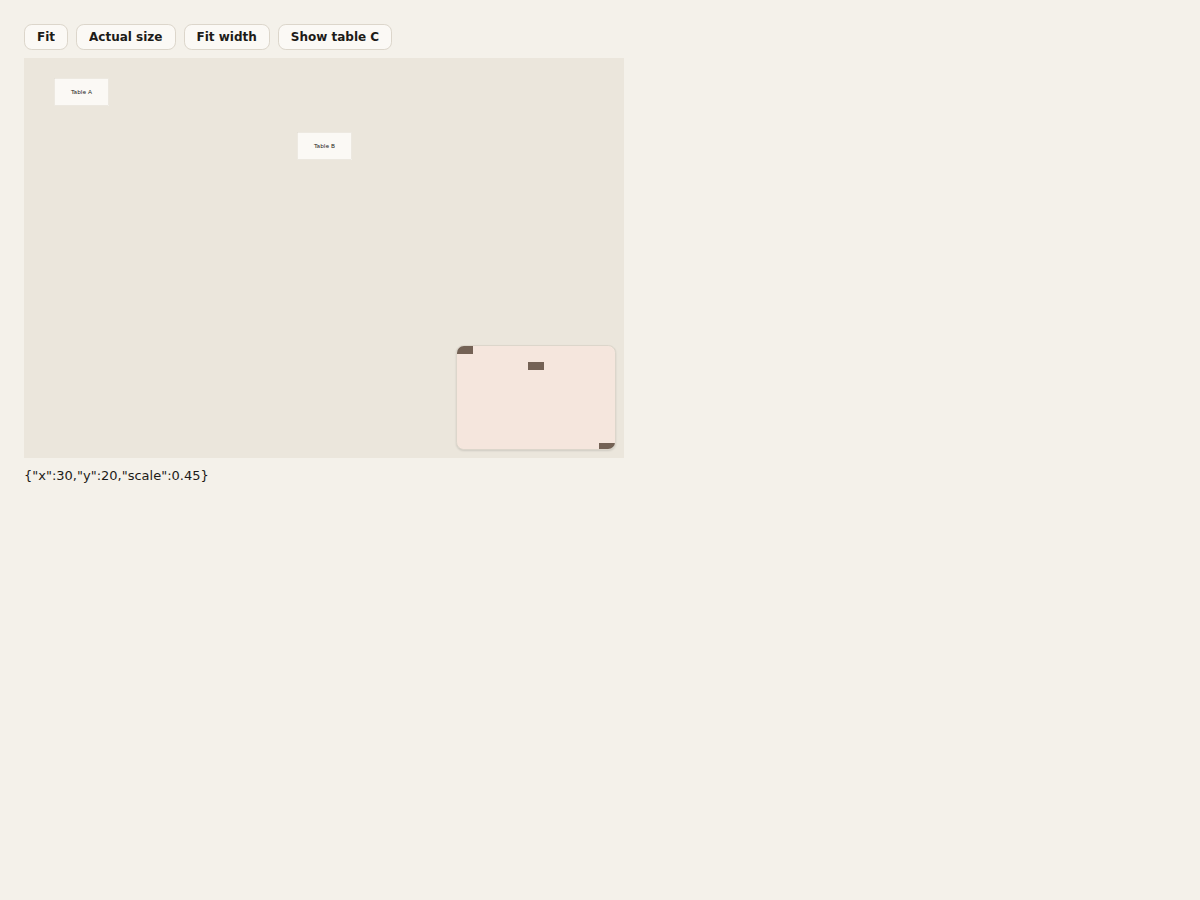 Fit Actual size Fit width Show table C
Table A
Table B
{"x":30,"y":20,"scale":0.45}